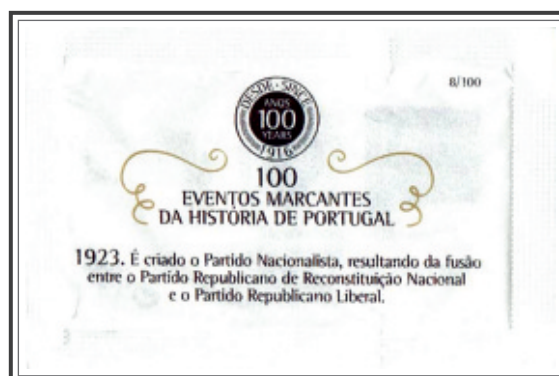 8/100
DESDE · SINCE
ANOS
100
YEARS
1916
100
EVENTOS MARCANTES
DA HISTÓRIA DE PORTUGAL
1923. É criado o Partido Nacionalista, resultando da fusão
entre o Partido Republicano de Reconstituição Nacional
e o Partido Republicano Liberal.